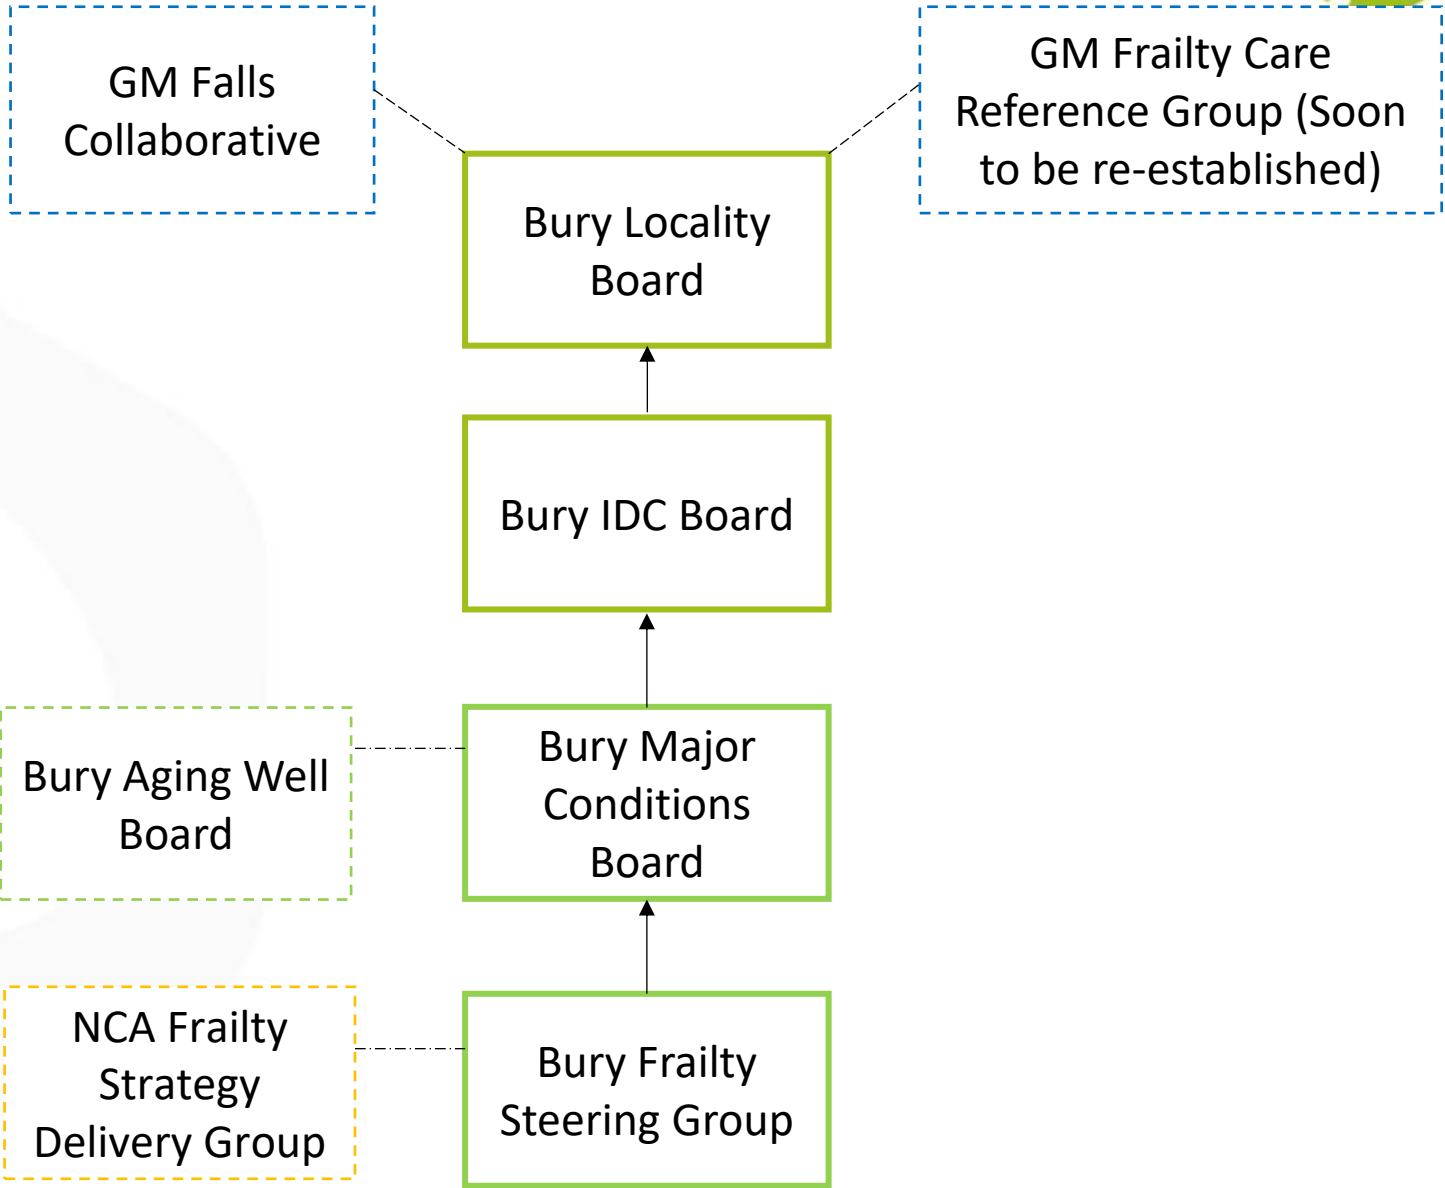 GM Falls
Collaborative
GM Frailty Care
Reference Group (Soon
to be re-established)
Bury Locality
Board
Bury IDC Board
Bury Aging Well
Board
Bury Major
Conditions
Board
NCA Frailty
Strategy
Delivery Group
Bury Frailty
Steering Group